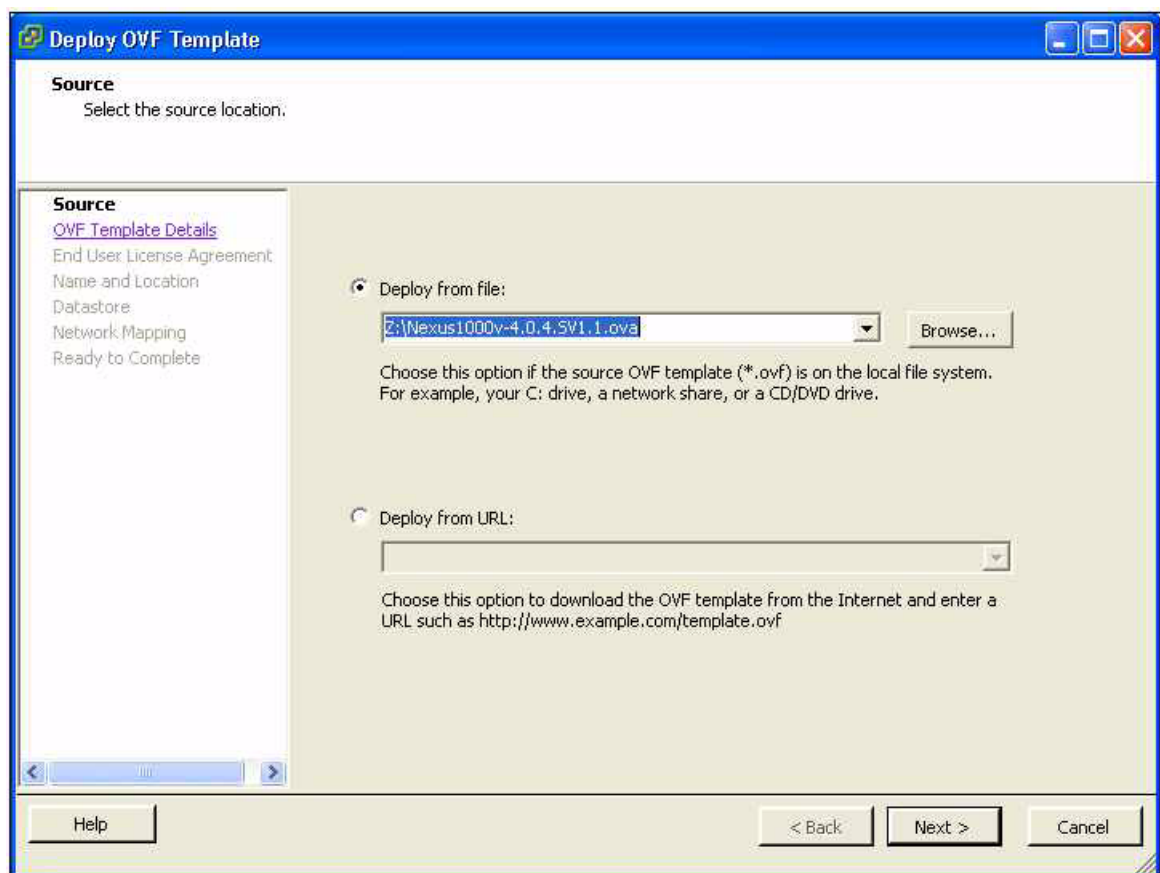 Deploy OVF Template
Source
Select the source location.
Source
OVF Template Details
End User License Agreement
Name and Location
Datastore
Network Mapping
Ready to Complete
Deploy from file:
Z:\Nexus1000v-4.0.4.SV1.1.ova
Browse...
Choose this option if the source OVF template (*.ovf) is on the local file system.
For example, your C: drive, a network share, or a CD/DVD drive.
Deploy from URL:
Choose this option to download the OVF template from the Internet and enter a
URL such as http://www.example.com/template.ovf
Help
< Back
Next >
Cancel